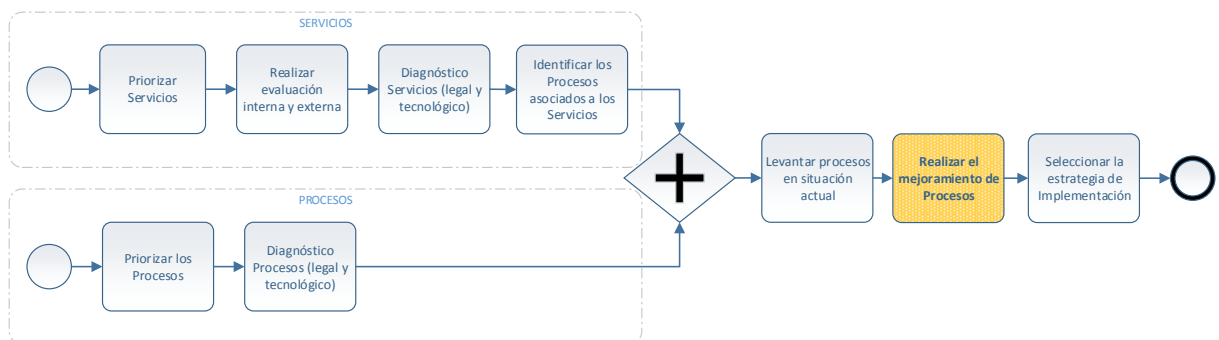 SERVICIOS
Priorizar
Servicios
Realizar
evaluación
interna y externa
Diagnóstico
Servicios (legal y
tecnológico)
Identificar los
Procesos
asociados a los
Servicios
Levantar procesos
en situación
actual
Realizar el
mejoramiento de
Procesos
Seleccionar la
estrategia de
Implementación
PROCESOS
Priorizar los
Procesos
Diagnóstico
Procesos (legal y
tecnológico)